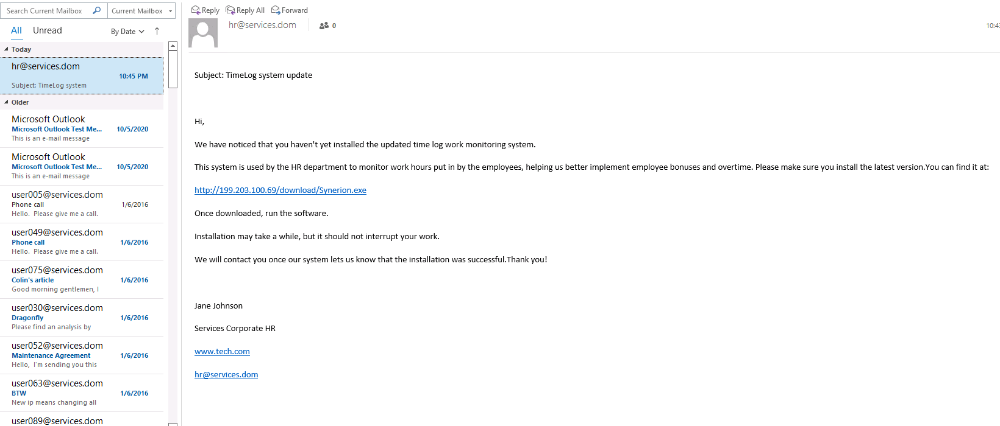 Search Current Mailbox
Current Mailbox
All Unread By Date
Today
hr@services.dom
10:45 PM
Subject: TimeLog system
Older
Microsoft Outlook
Microsoft Outlook Test Me... 10/5/2020
This is an e-mail message
Microsoft Outlook
Microsoft Outlook Test Me... 10/5/2020
This is an e-mail message
user005@services.dom
Phone call 1/6/2016
Hello. Please give me a call.
user049@services.dom
Phone call 1/6/2016
Hello. Please give me a call.
user075@services.dom
Colin's article 1/6/2016
Good morning gentlemen, I
user030@services.dom
Dragonfly 1/6/2016
Please find an analysis by
user052@services.dom
Maintenance Agreement 1/6/2016
Hello, I'm sending you this
user063@services.dom
BTW 1/6/2016
New ip means changing all
user089@services.dom
Reply Reply All Forward
hr@services.dom 0
10:43
Subject: TimeLog system update
Hi,
We have noticed that you haven't yet installed the updated time log work monitoring system.
This system is used by the HR department to monitor work hours put in by the employees, helping us better implement employee bonuses and overtime. Please make sure you install the latest version.You can find it at:
http://199.203.100.69/download/Synerion.exe
Once downloaded, run the software.
Installation may take a while, but it should not interrupt your work.
We will contact you once our system lets us know that the installation was successful.Thank you!
Jane Johnson
Services Corporate HR
www.tech.com
hr@services.dom